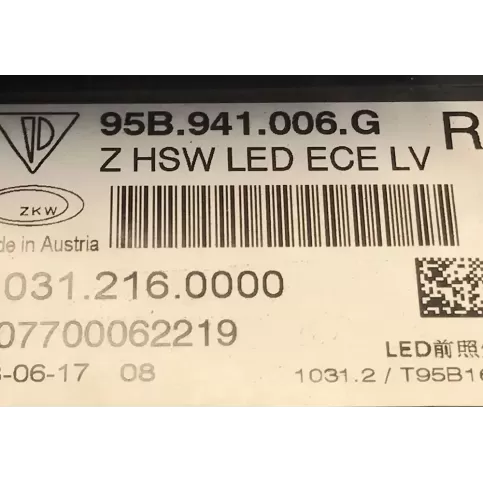 95B.941.006.G R
Z HSW LED ECE LV
ZKW
de in Austria
031.216.0000
07700062219
-06-17 08
LED前照
1031.2 / T95B16